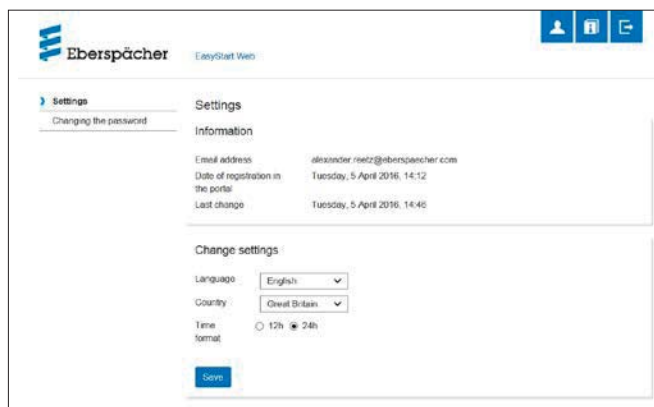 Eberspächer
EasyStart Web
Settings
Changing the password
Settings
Information
Email address alexander.reetz@eberspaecher.com
Date of registration in Tuesday, 5 April 2016, 14:12
the portal
Last change Tuesday, 5 April 2016, 14:46
Change settings
Language English
Country Great Britain
Time 12h 24h
format
Save